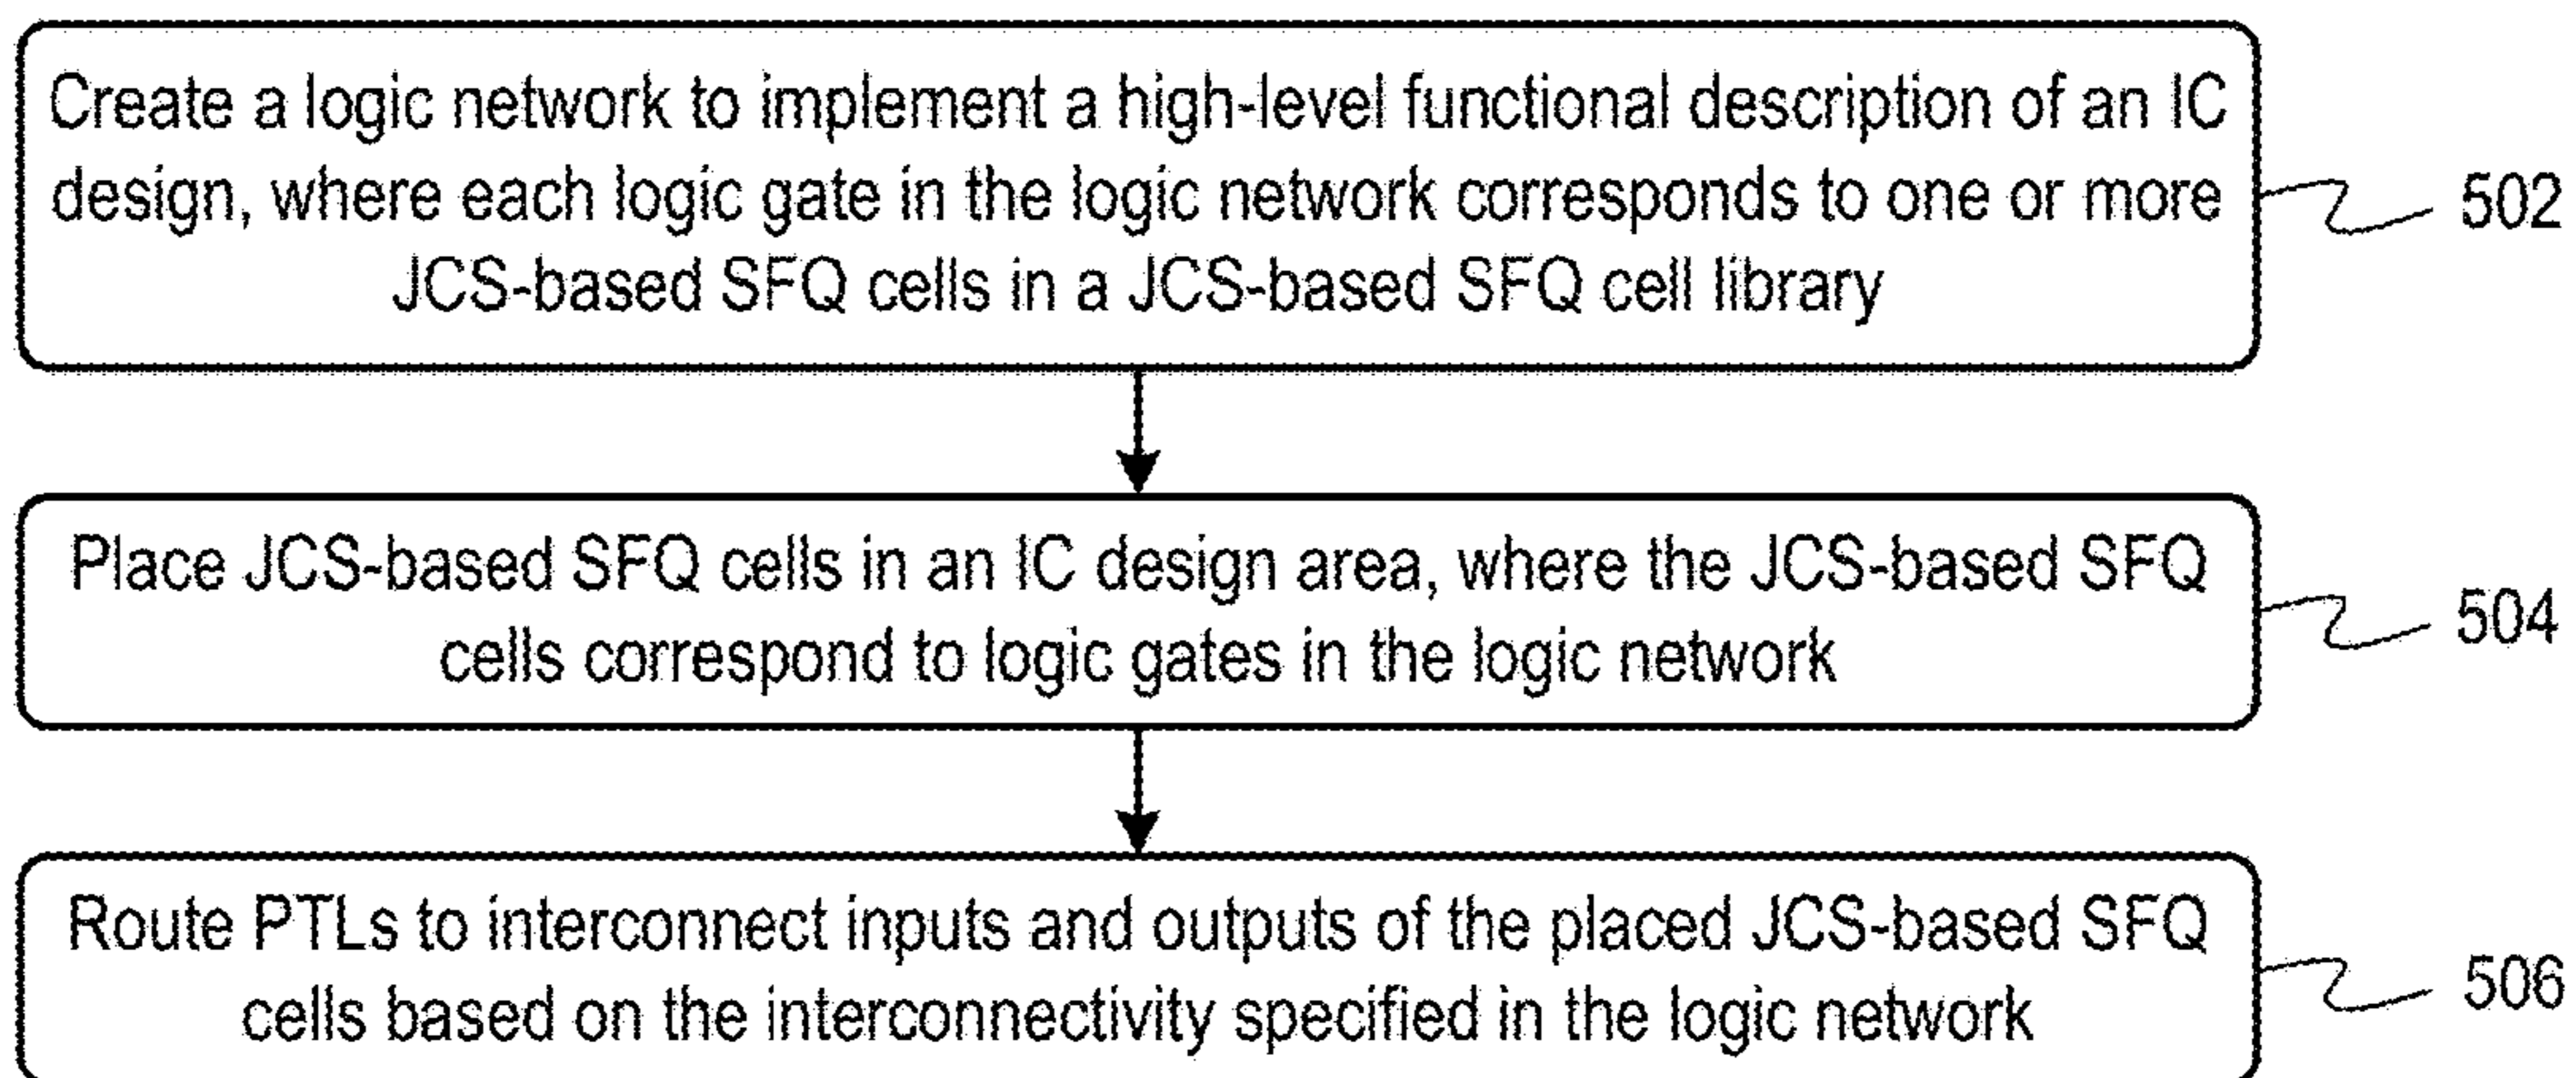 Create a logic network to implement a high-level functional description of an IC
design, where each logic gate in the logic network corresponds to one or more
JCS-based SFQ cells in a JCS-based SFQ cell library
502
Place JCS-based SFQ cells in an IC design area, where the JCS-based SFQ
cells correspond to logic gates in the logic network
504
Route PTLs to interconnect inputs and outputs of the placed JCS-based SFQ
cells based on the interconnectivity specified in the logic network
506